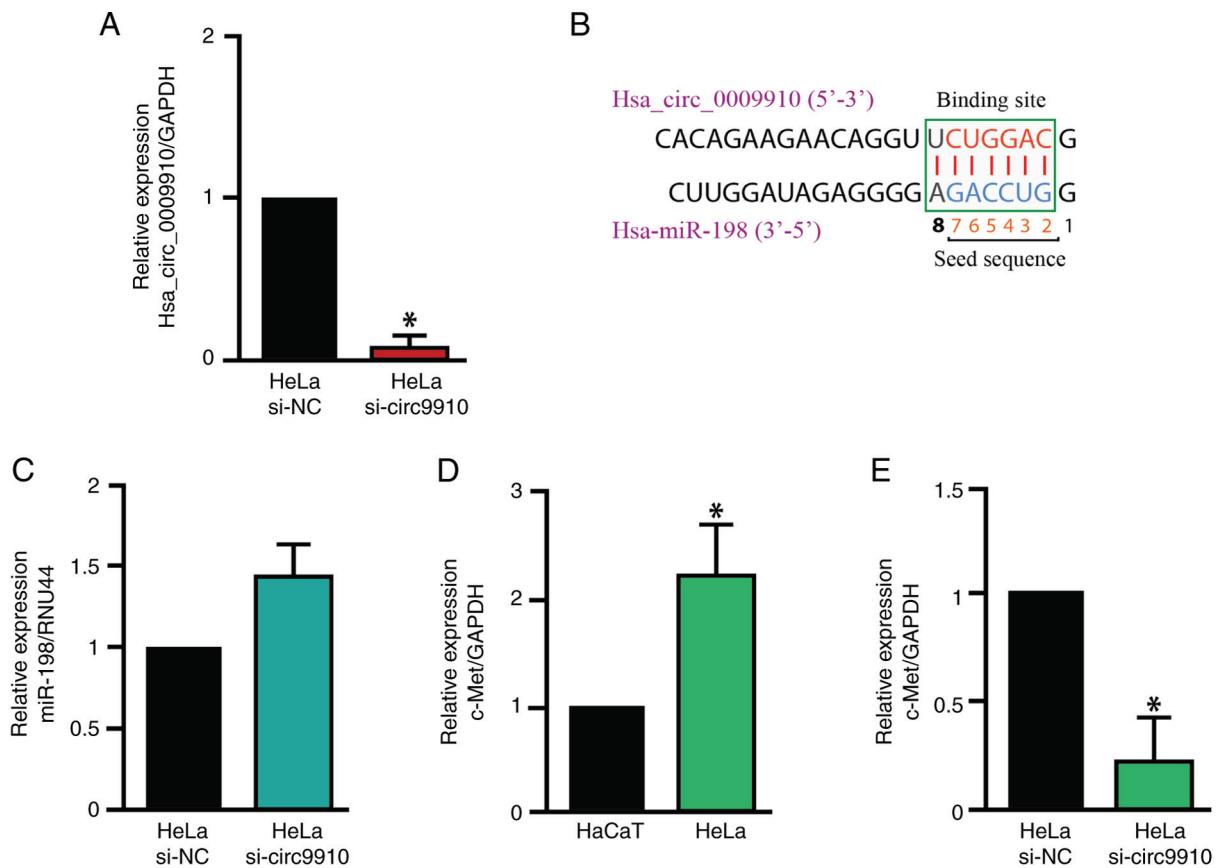 A
Relative expression
Hsa_circ_0009910/GAPDH
2
1
0
*
HeLa
si-NC
HeLa
si-circ9910
B
Hsa_circ_0009910 (5’-3’)
Binding site
CACAGAAGAACAGGU UCUGGAC G
CUUGGAUAGAGGGG AGACCUG G
Hsa-miR-198 (3’-5’)
8 7 6 5 4 3 2 1
Seed sequence
C
Relative expression
miR-198/RNU44
2
1.5
1
0.5
0
HeLa
si-NC
HeLa
si-circ9910
D
Relative expression
c-Met/GAPDH
3
2
1
0
*
HaCaT
HeLa
E
Relative expression
c-Met/GAPDH
1.5
1
0.5
0
*
HeLa
si-NC
HeLa
si-circ9910